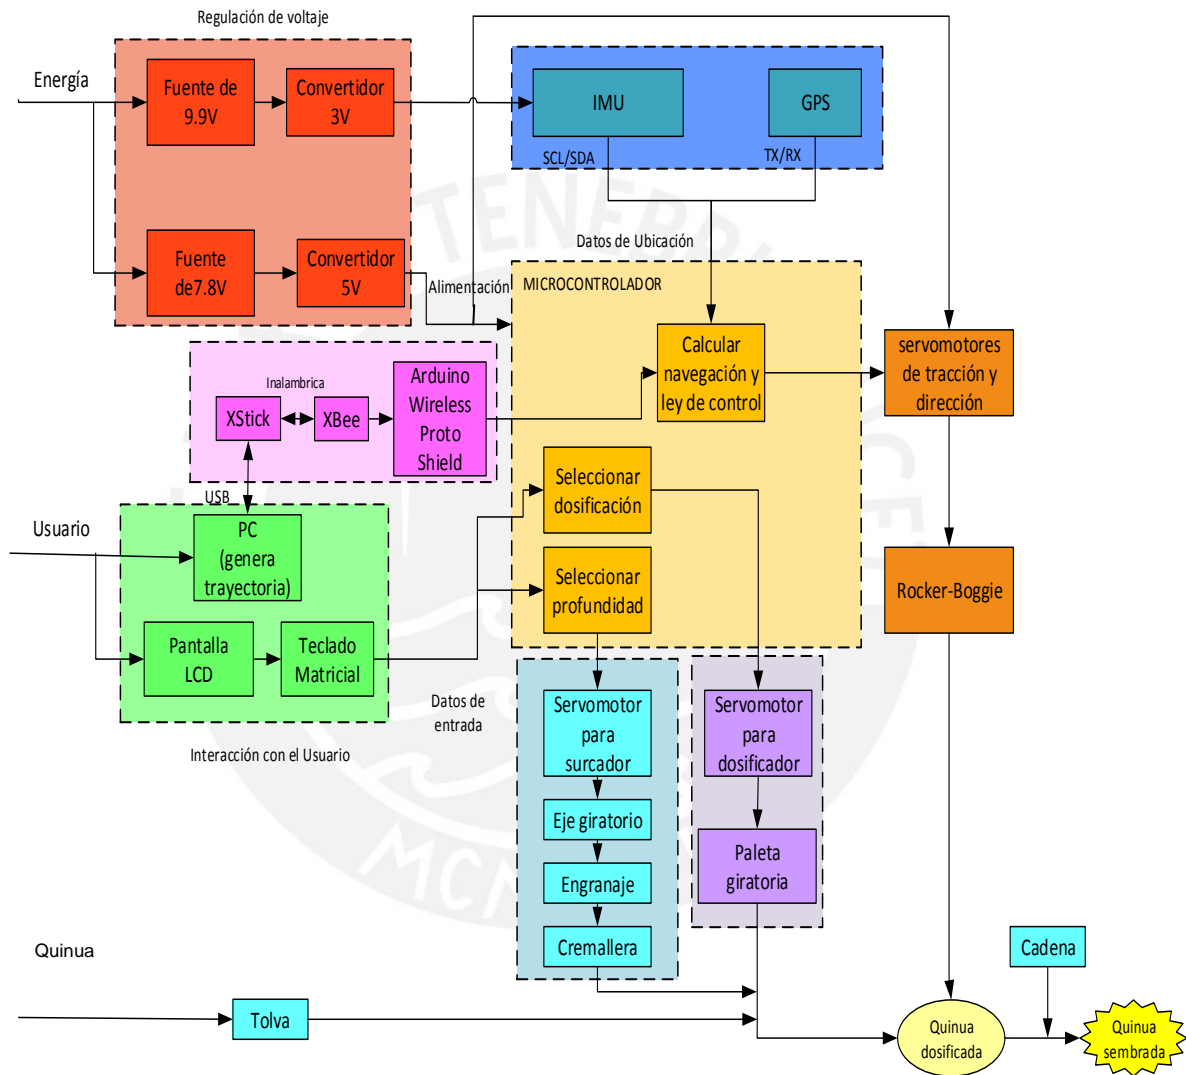 Regulación de voltaje
Energía
Fuente de
9.9V
Convertidor
3V
IMU
GPS
SCL/SDA
TX/RX
Fuente
de7.8V
Convertidor
5V
Alimentación
Datos de Ubicación
MICROCONTROLADOR
Calcular
navegación y
ley de control
servomotores
de tracción y
dirección
Inalambrica
XStick
XBee
Arduino
Wireless
Proto
Shield
USB
Usuario
PC
(genera
trayectoria)
Seleccionar
dosificación
Seleccionar
profundidad
Rocker-Boggie
Pantalla
LCD
Teclado
Matricial
Datos de
entrada
Interacción con el Usuario
Servomotor
para
surcador
Servomotor
para
dosificador
Eje giratorio
Engranaje
Cremallera
Paleta
giratoria
Quinua
Tolva
Cadena
Quinua
dosificada
Quinua
sembrada